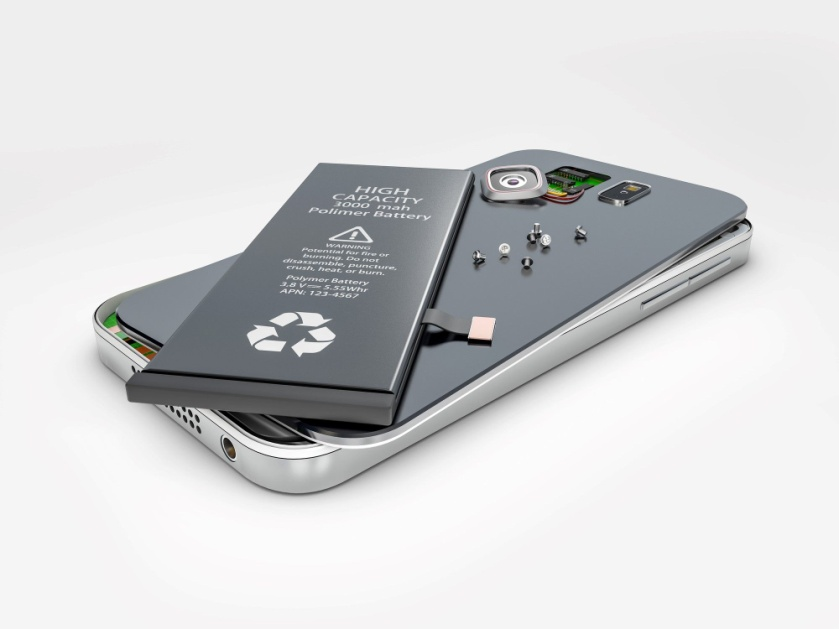 HIGH
CAPACITY
3000 mah
Polimer Battery
WARNING
Potential for fire or
burning. Do not
disassemble, puncture,
crush, heat, or burn.
Polymer Battery
3.8 V⎓ 5.55Whr
APN: 123-4567